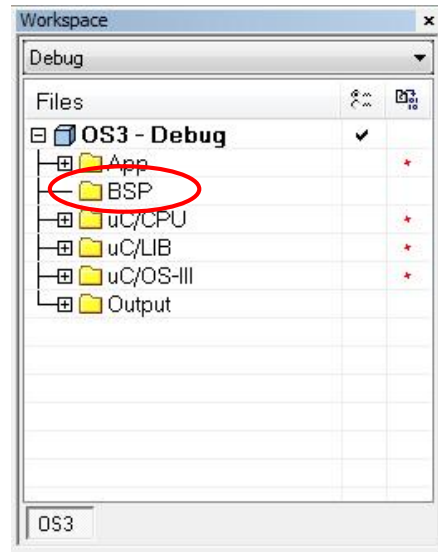 Workspace
Debug
Files
OS3 - Debug
App
BSP
uC/CPU
uC/LIB
uC/OS-III
Output
OS3